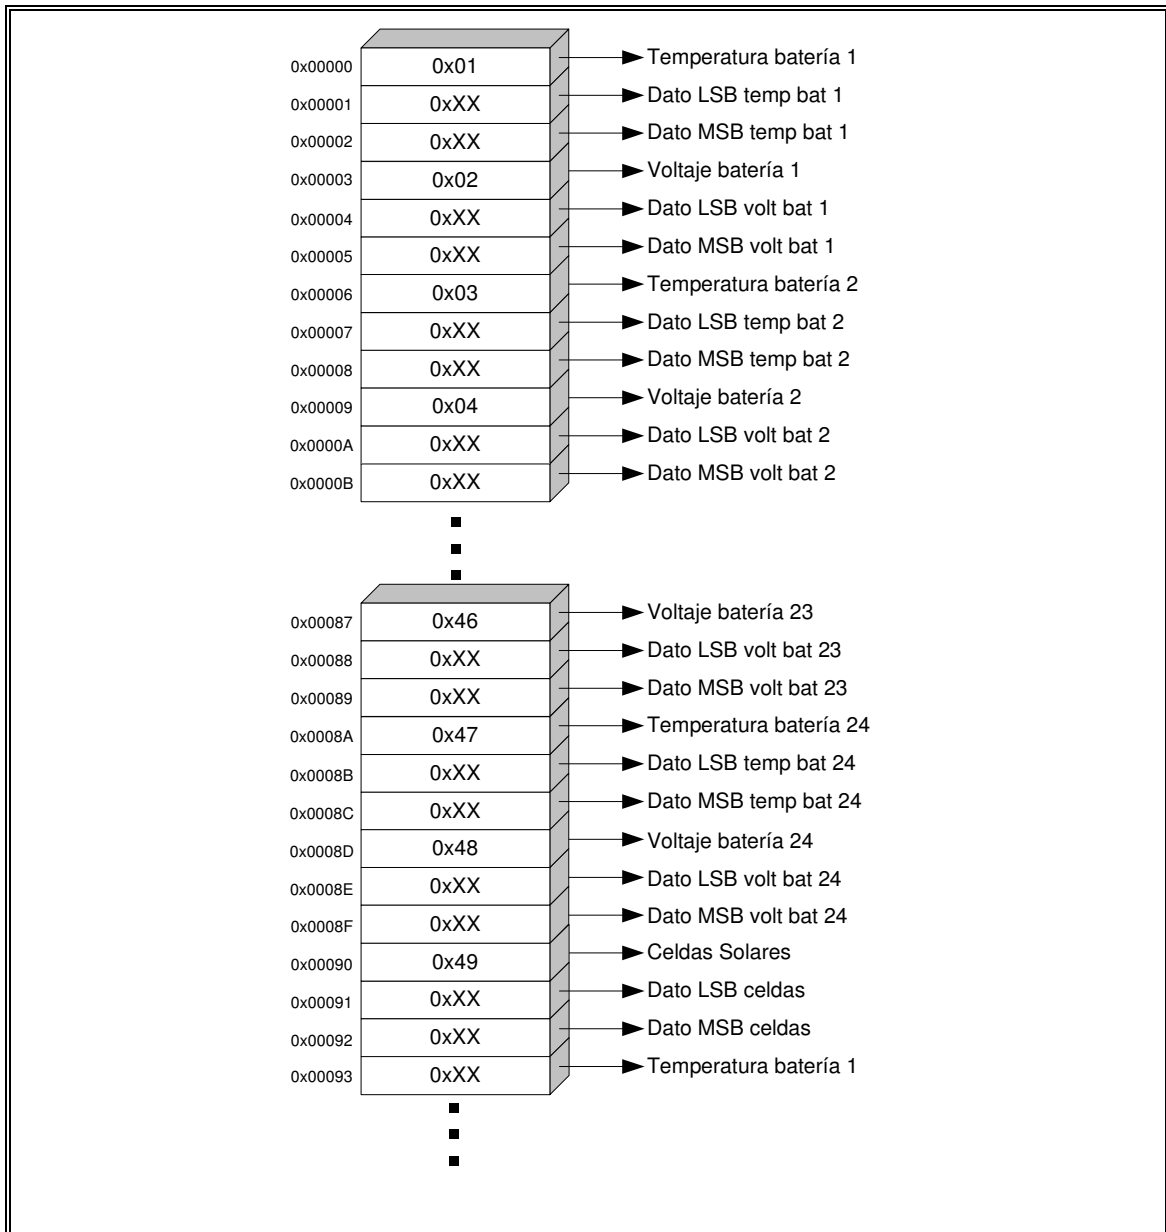 0x00000 0x01 Temperatura batería 1
0x00001 0xXX Dato LSB temp bat 1
0x00002 0xXX Dato MSB temp bat 1
0x00003 0x02 Voltaje batería 1
0x00004 0xXX Dato LSB volt bat 1
0x00005 0xXX Dato MSB volt bat 1
0x00006 0x03 Temperatura batería 2
0x00007 0xXX Dato LSB temp bat 2
0x00008 0xXX Dato MSB temp bat 2
0x00009 0x04 Voltaje batería 2
0x0000A 0xXX Dato LSB volt bat 2
0x0000B 0xXX Dato MSB volt bat 2
0x00087 0x46 Voltaje batería 23
0x00088 0xXX Dato LSB volt bat 23
0x00089 0xXX Dato MSB volt bat 23
0x0008A 0x47 Temperatura batería 24
0x0008B 0xXX Dato LSB temp bat 24
0x0008C 0xXX Dato MSB temp bat 24
0x0008D 0x48 Voltaje batería 24
0x0008E 0xXX Dato LSB volt bat 24
0x0008F 0xXX Dato MSB volt bat 24
0x00090 0x49 Celdas Solares
0x00091 0xXX Dato LSB celdas
0x00092 0xXX Dato MSB celdas
0x00093 0xXX Temperatura batería 1